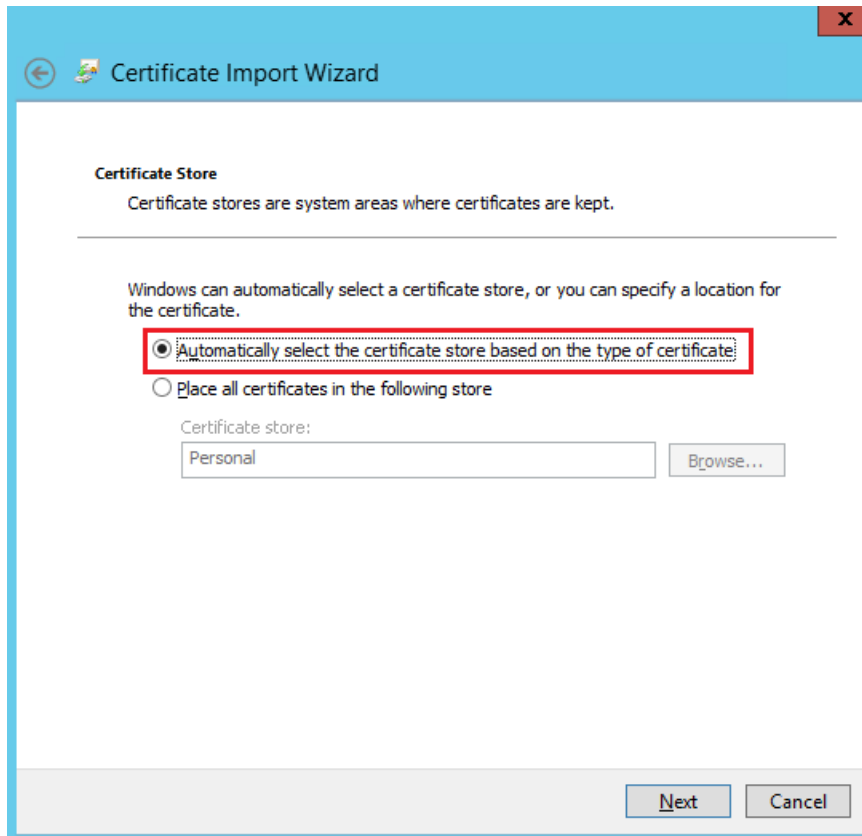 x
Certificate Import Wizard
Certificate Store
Certificate stores are system areas where certificates are kept.
Windows can automatically select a certificate store, or you can specify a location for
the certificate.
Automatically select the certificate store based on the type of certificate
Place all certificates in the following store
Certificate store:
Personal
Browse...
Next
Cancel